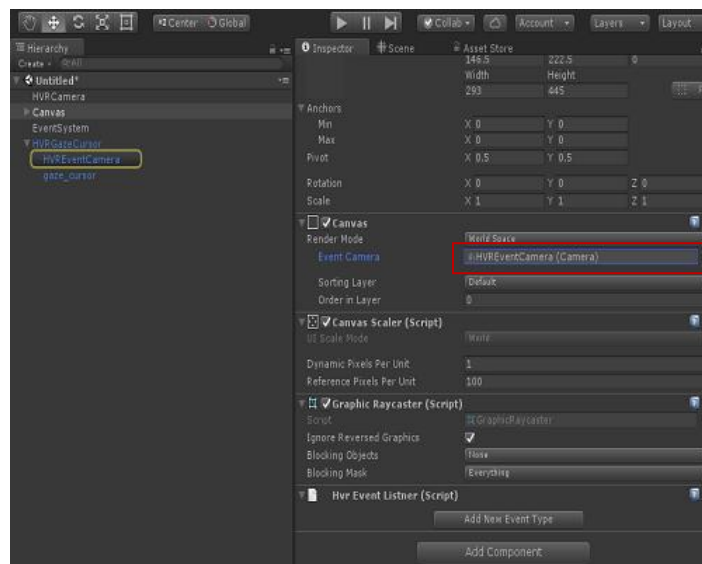 Center Global
Collab Account Layers Layout
Hierarchy
Create
Untitled*
HVRCamera
Canvas
EventSystem
HVRGazeCursor
HVREventCamera
gaze_cursor
Inspector Scene Asset Store
146.5 222.5 0
Width Height
293 445
Anchors
Min X 0 Y 0
Max X 0 Y 0
Pivot X 0.5 Y 0.5
Rotation X 0 Y 0 Z 0
Scale X 1 Y 1 Z 1
Canvas
Render Mode World Space
Event Camera HVREventCamera (Camera)
Sorting Layer Default
Order in Layer 0
Canvas Scaler (Script)
UI Scale Mode World
Dynamic Pixels Per Unit 1
Reference Pixels Per Unit 100
Graphic Raycaster (Script)
Script GraphicRaycaster
Ignore Reversed Graphics
Blocking Objects None
Blocking Mask Everything
Hvr Event Listner (Script)
Add New Event Type
Add Component